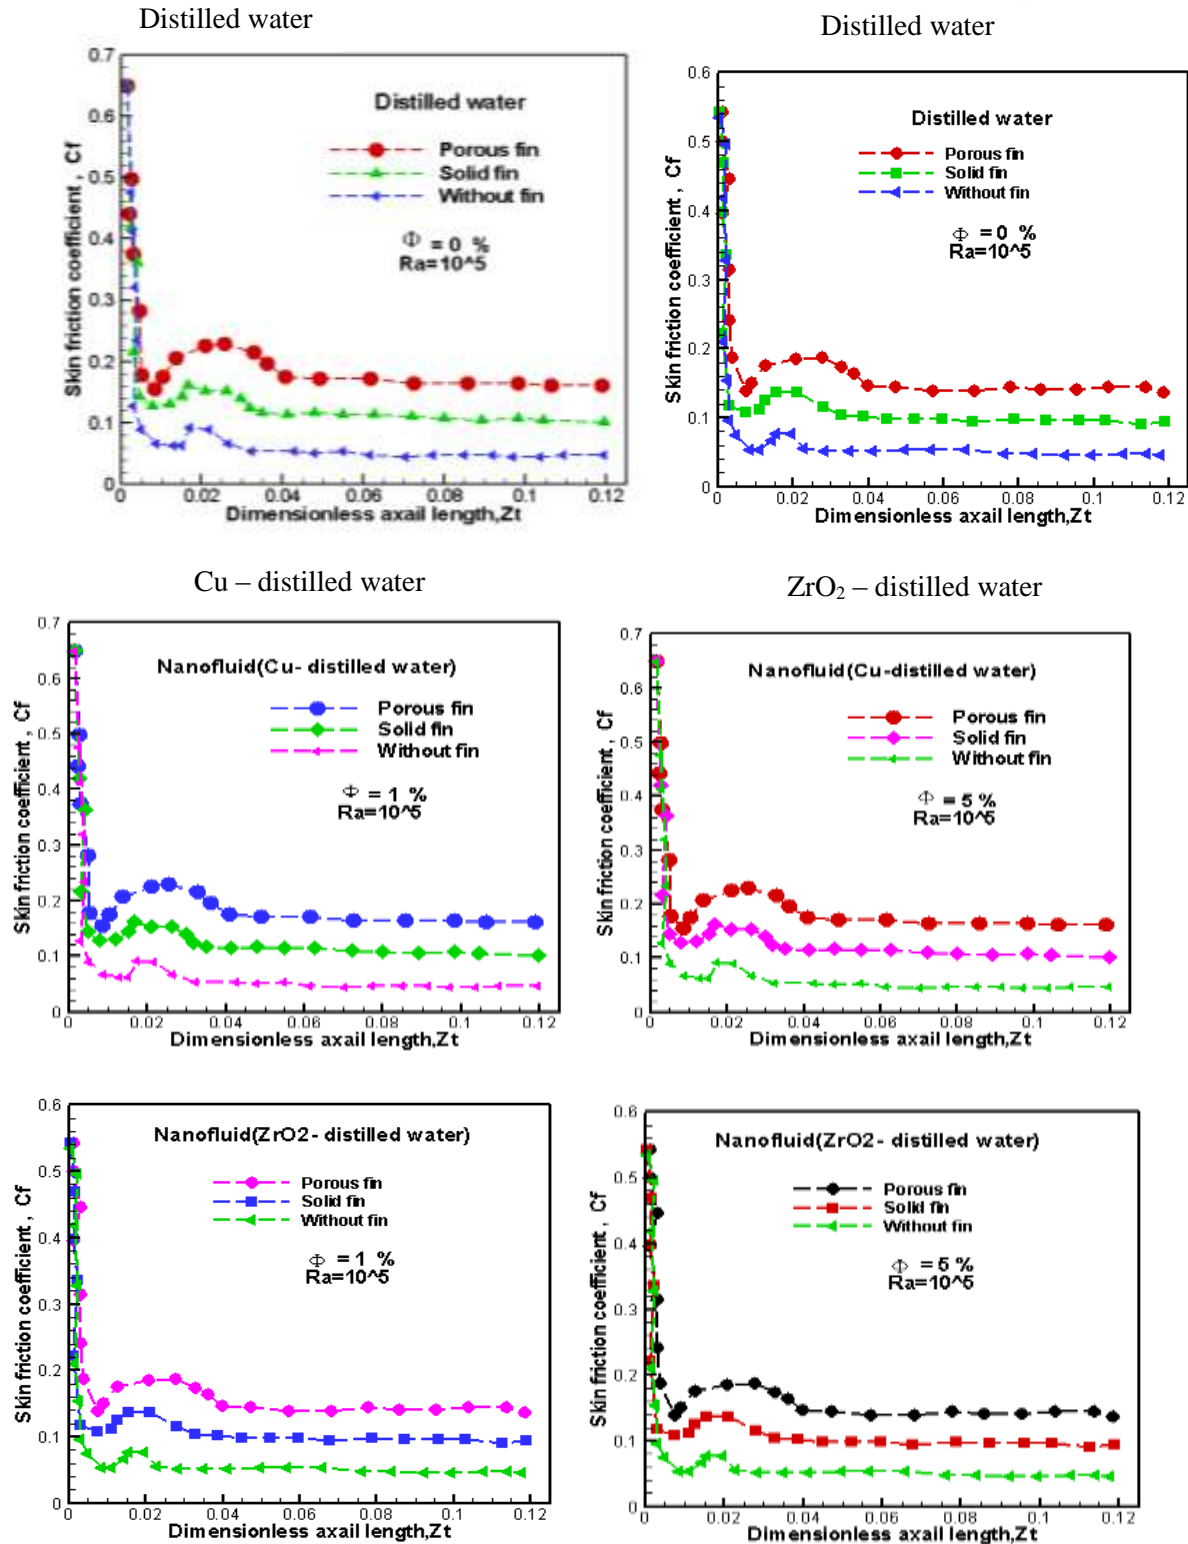 Distilled water
0.7
0.6
0.5
0.4
0.3
0.2
0.1
0
Skin friction coefficient , Cf
Distilled water
Porous fin
Solid fin
Without fin
Φ = 0 %
Ra=10^5
0 0.02 0.04 0.06 0.08 0.1 0.12
Dimensionless axail length,Zt
Distilled water
0.6
0.5
0.4
0.3
0.2
0.1
0
Skin friction coefficient , Cf
Distilled water
Porous fin
Solid fin
Without fin
Φ = 0 %
Ra=10^5
0 0.02 0.04 0.06 0.08 0.1 0.12
Dimensionless axail length,Zt
Cu – distilled water
0.7
0.6
0.5
0.4
0.3
0.2
0.1
0
Skin friction coefficient , Cf
Nanofluid(Cu- distilled water)
Porous fin
Solid fin
Without fin
Φ = 1 %
Ra=10^5
0 0.02 0.04 0.06 0.08 0.1 0.12
Dimensionless axail length,Zt
ZrO₂ – distilled water
0.7
0.6
0.5
0.4
0.3
0.2
0.1
0
Skin friction coefficient , Cf
Nanofluid(Cu-distilled water)
Porous fin
Solid fin
Without fin
Φ = 5 %
Ra=10^5
0 0.02 0.04 0.06 0.08 0.1 0.12
Dimensionless axail length,Zt
0.6
0.5
0.4
0.3
0.2
0.1
0
Skin friction coefficient , Cf
Nanofluid(ZrO2- distilled water)
Porous fin
Solid fin
Without fin
Φ = 1 %
Ra=10^5
0 0.02 0.04 0.06 0.08 0.1 0.12
Dimensionless axail length,Zt
0.6
0.5
0.4
0.3
0.2
0.1
0
Skin friction coefficient , Cf
Nanofluid(ZrO2- distilled water)
Porous fin
Solid fin
Without fin
Φ = 5 %
Ra=10^5
0 0.02 0.04 0.06 0.08 0.1 0.12
Dimensionless axail length,Zt